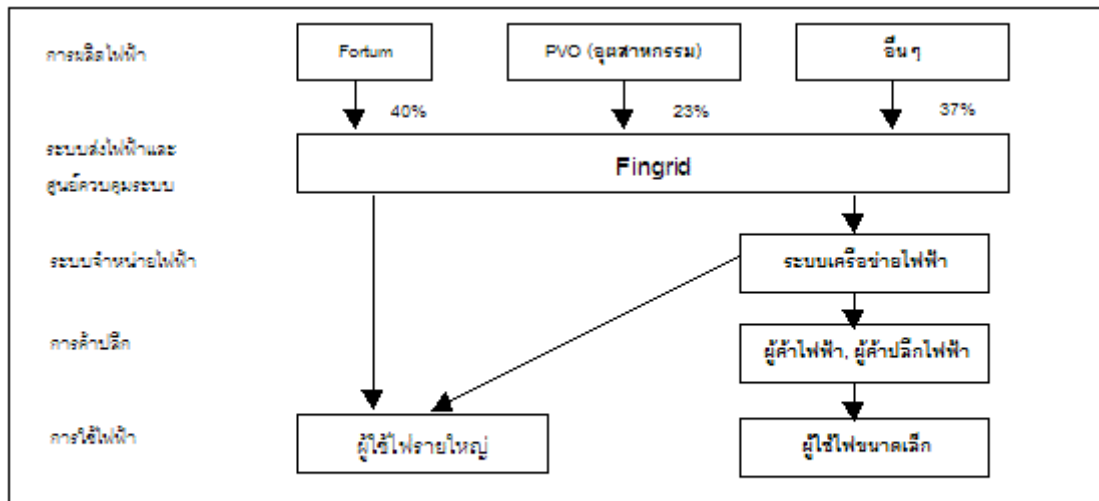 การผลิตไฟฟ้า
Fortum
PVO (อุตสาหกรรม)
อื่นๆ
40%
23%
37%
ระบบส่งไฟฟ้าและ
ศูนย์ควบคุมระบบ
Fingrid
ระบบจำหน่ายไฟฟ้า
ระบบเครือข่ายไฟฟ้า
การค้าปลีก
ผู้ค้าไฟฟ้า, ผู้ค้าปลีกไฟฟ้า
การใช้ไฟฟ้า
ผู้ใช้ไฟรายใหญ่
ผู้ใช้ไฟขนาดเล็ก